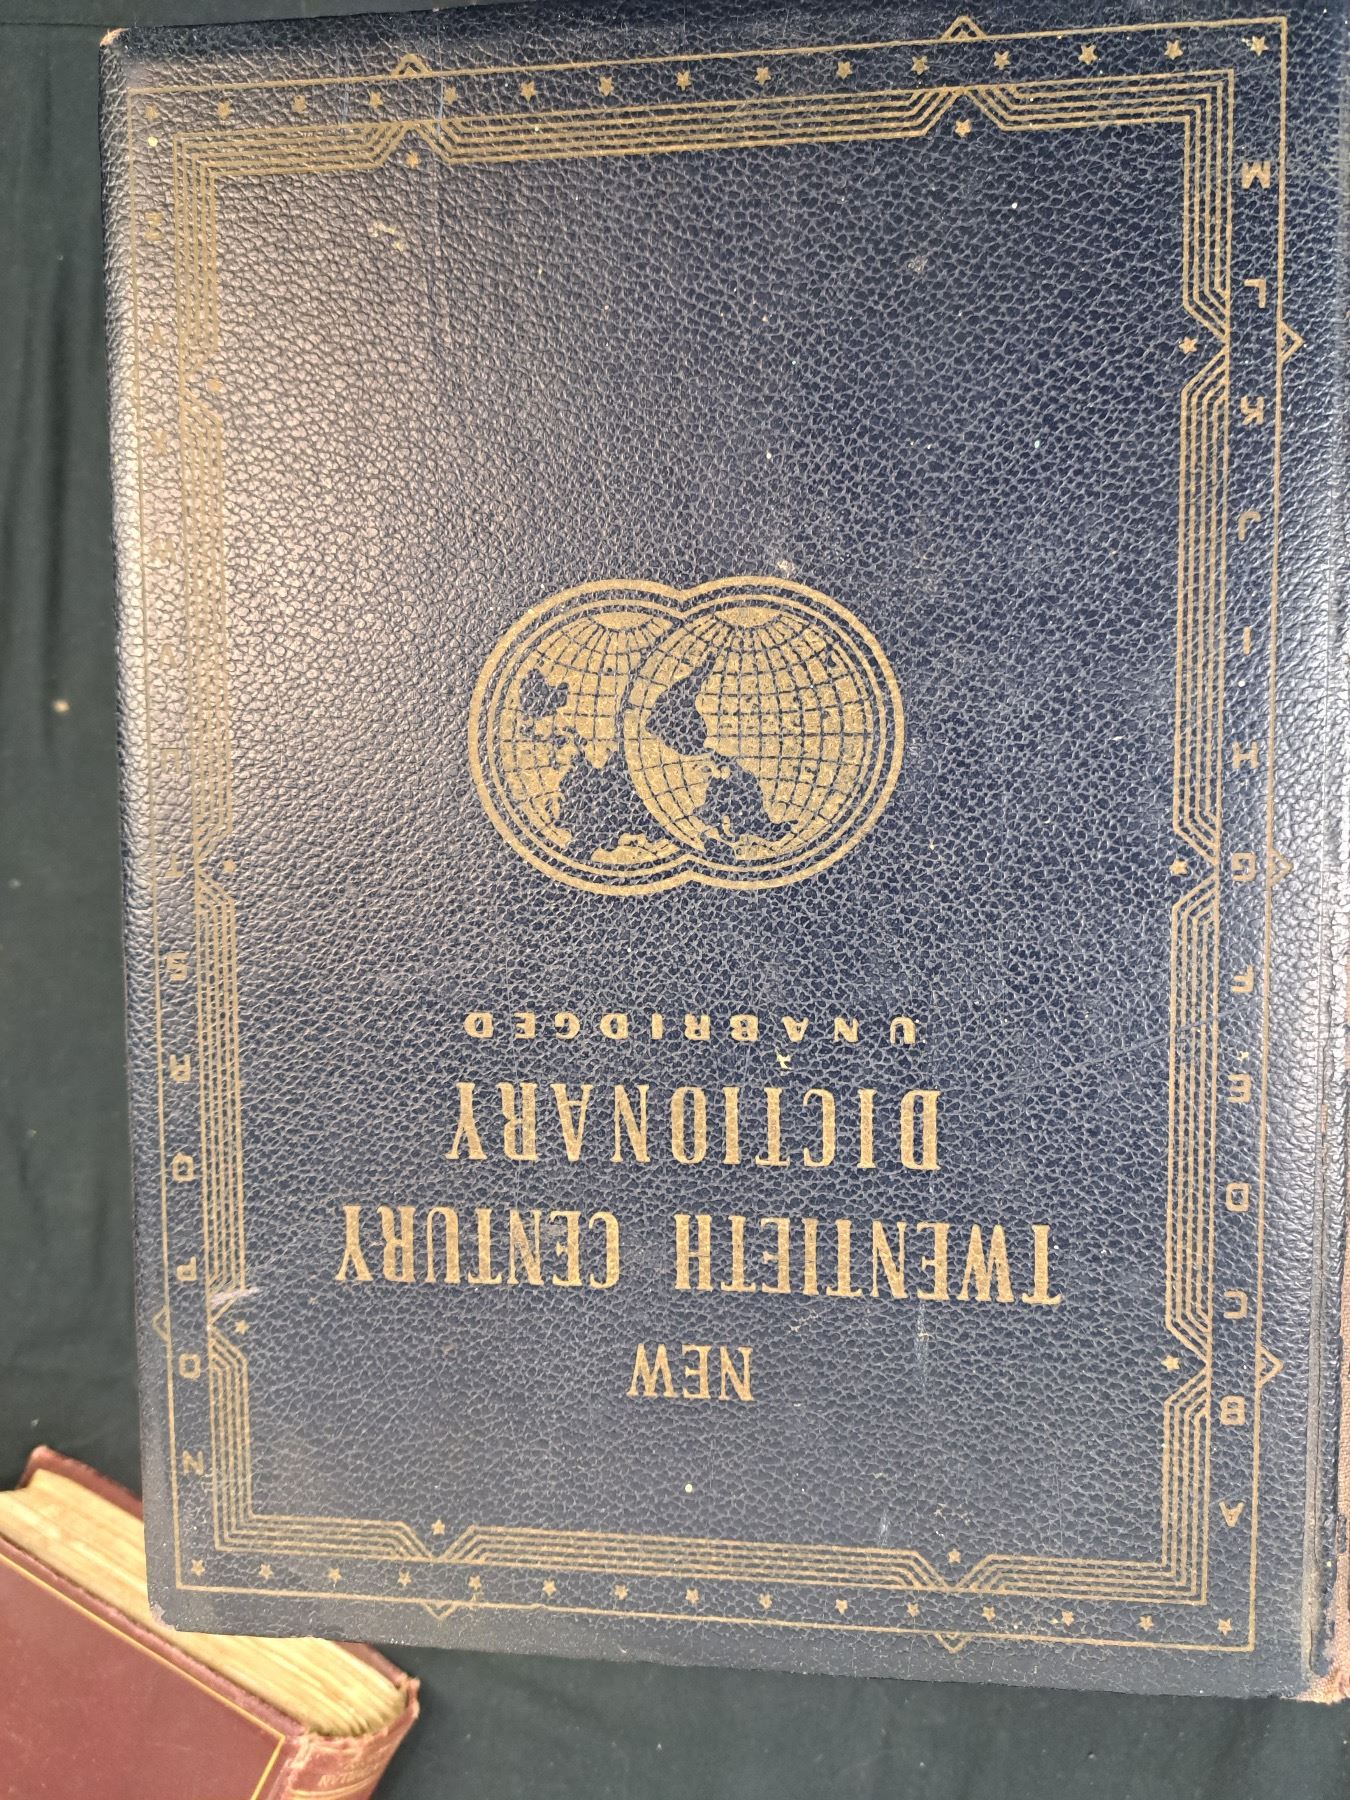 NEW
TWENTIETH CENTURY
DICTIONARY
UNABRIDGED
A B C D E F G H I J K L M
N O P Q R S T U V W X Y Z